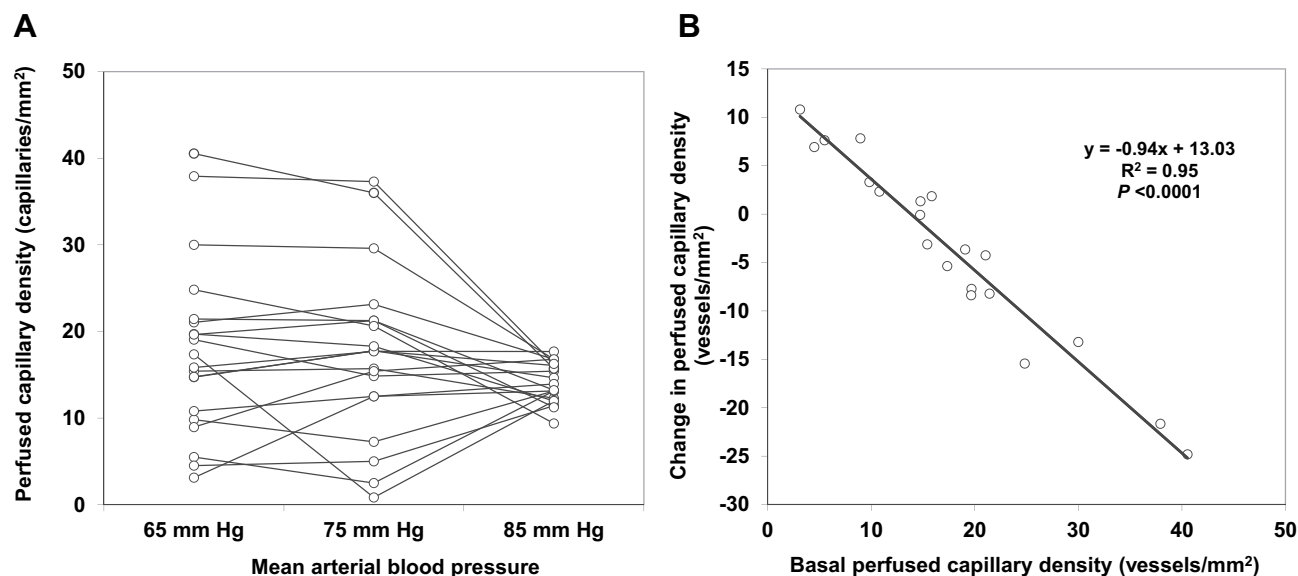 A
Perfused capillary density (capillaries/mm²)
50
40
30
20
10
0
65 mm Hg 75 mm Hg 85 mm Hg
Mean arterial blood pressure
B
Change in perfused capillary density
(vessels/mm²)
15
10
5
0
-5
-10
-15
-20
-25
-30
y = -0.94x + 13.03
R² = 0.95
P <0.0001
0 10 20 30 40 50
Basal perfused capillary density (vessels/mm²)